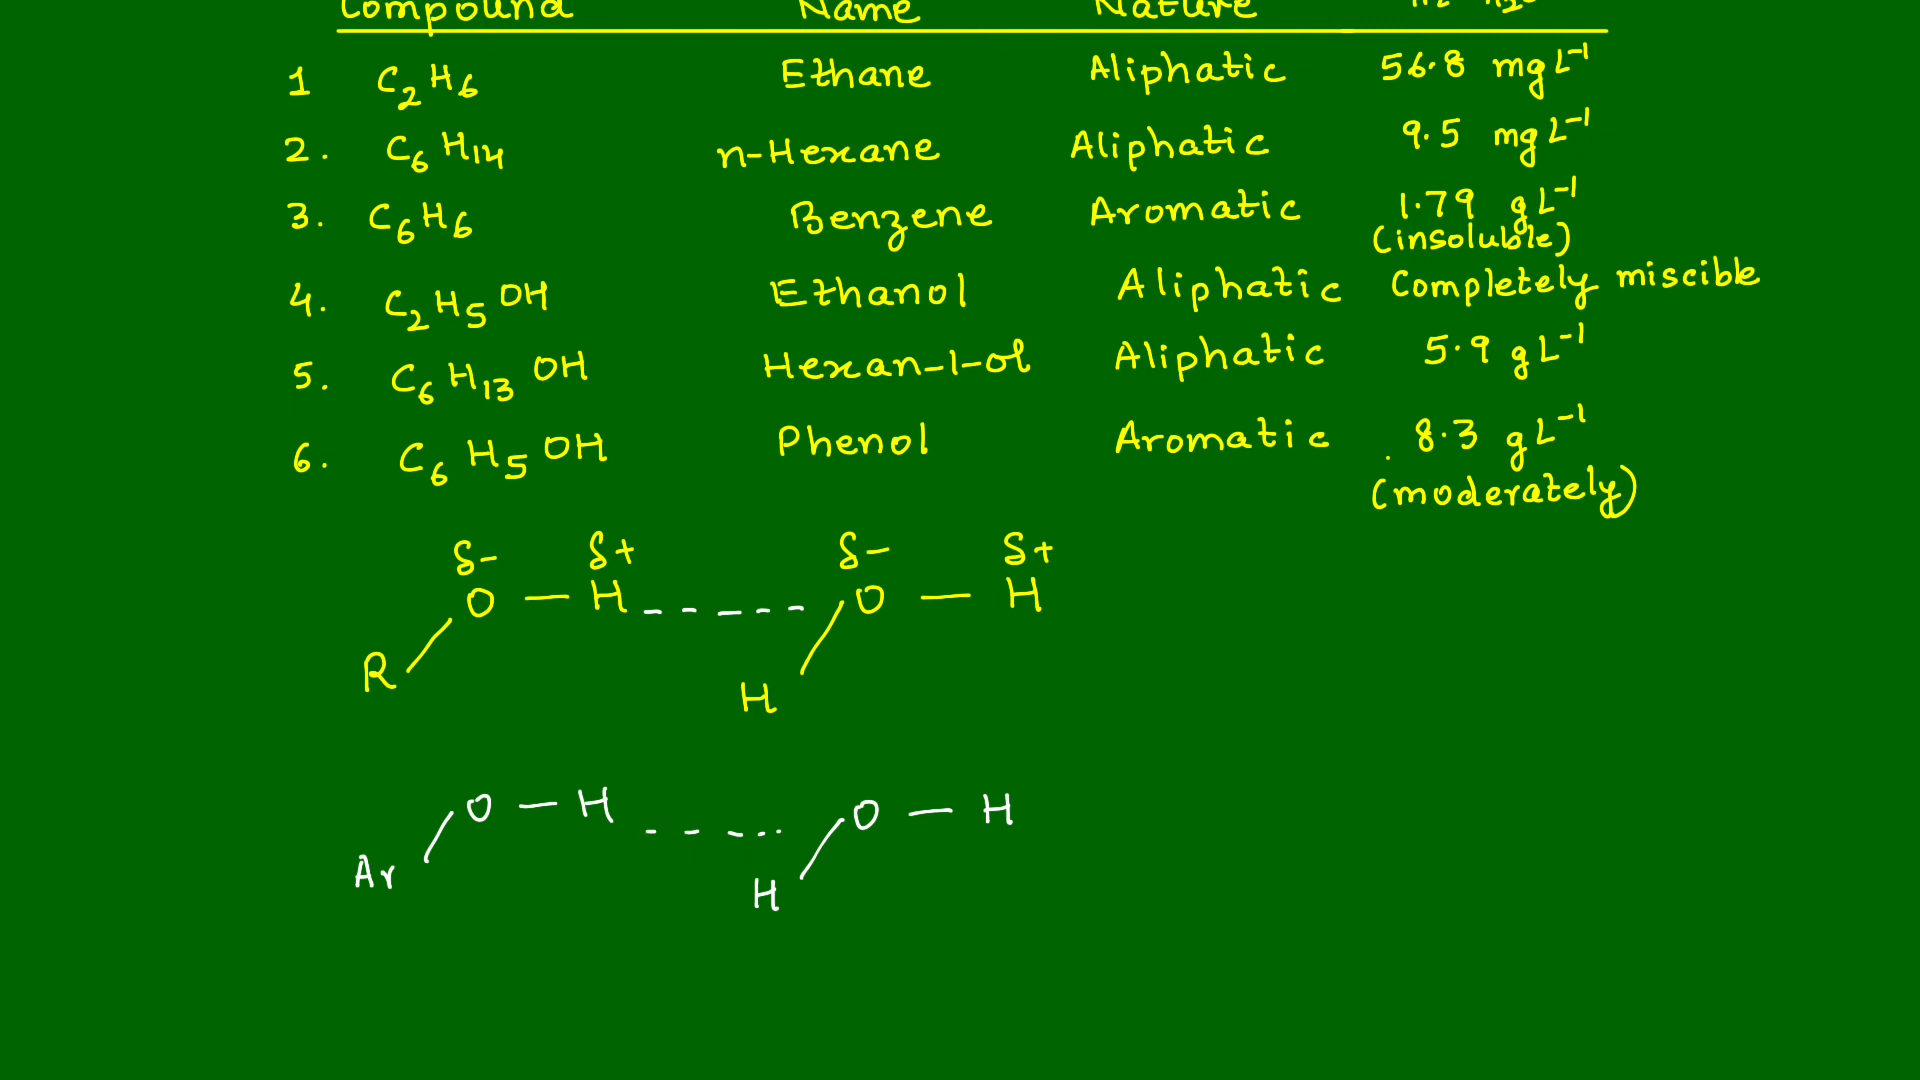 Compound Name Nature
1 C₂H₆ Ethane Aliphatic 56.8 mg L⁻¹
2. C₆H₁₄ n-Hexane Aliphatic 9.5 mg L⁻¹
3. C₆H₆ Benzene Aromatic 1.79 g L⁻¹
(insoluble)
4. C₂H₅OH Ethanol Aliphatic Completely miscible
5. C₆H₁₃OH Hexan-1-ol Aliphatic 5.9 g L⁻¹
6. C₆H₅OH Phenol Aromatic 8.3 g L⁻¹
(moderately)
δ- δ+ δ- δ+
O — H ----- O — H
R H
O — H ----- O — H
Ar H